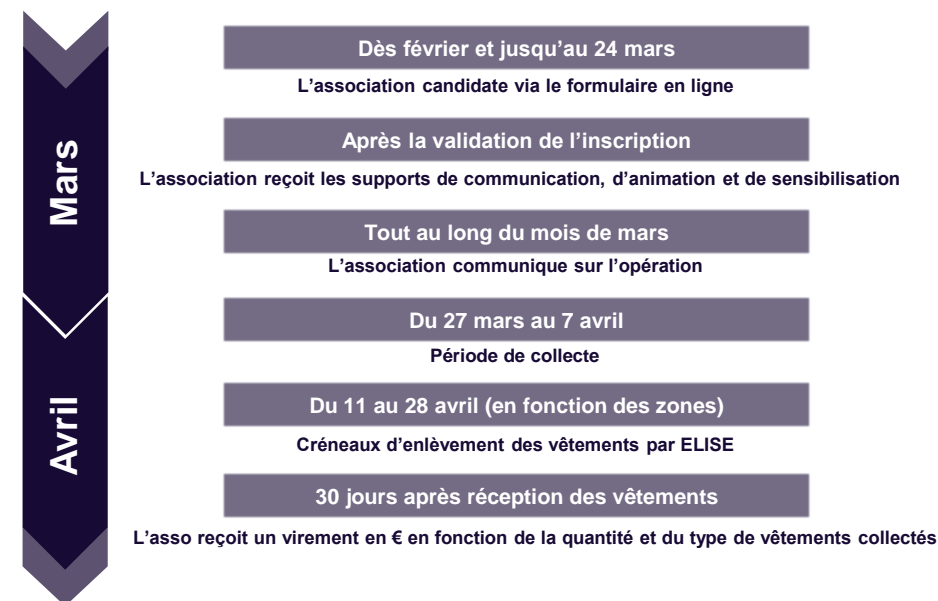 Mars
Dès février et jusqu'au 24 mars
L'association candidate via le formulaire en ligne
Après la validation de l'inscription
L'association reçoit les supports de communication, d'animation et de sensibilisation
Tout au long du mois de mars
L'association communique sur l'opération
Avril
Du 27 mars au 7 avril
Période de collecte
Du 11 au 28 avril (en fonction des zones)
Créneaux d'enlèvement des vêtements par ELISE
30 jours après réception des vêtements
L'asso reçoit un virement en € en fonction de la quantité et du type de vêtements collectés